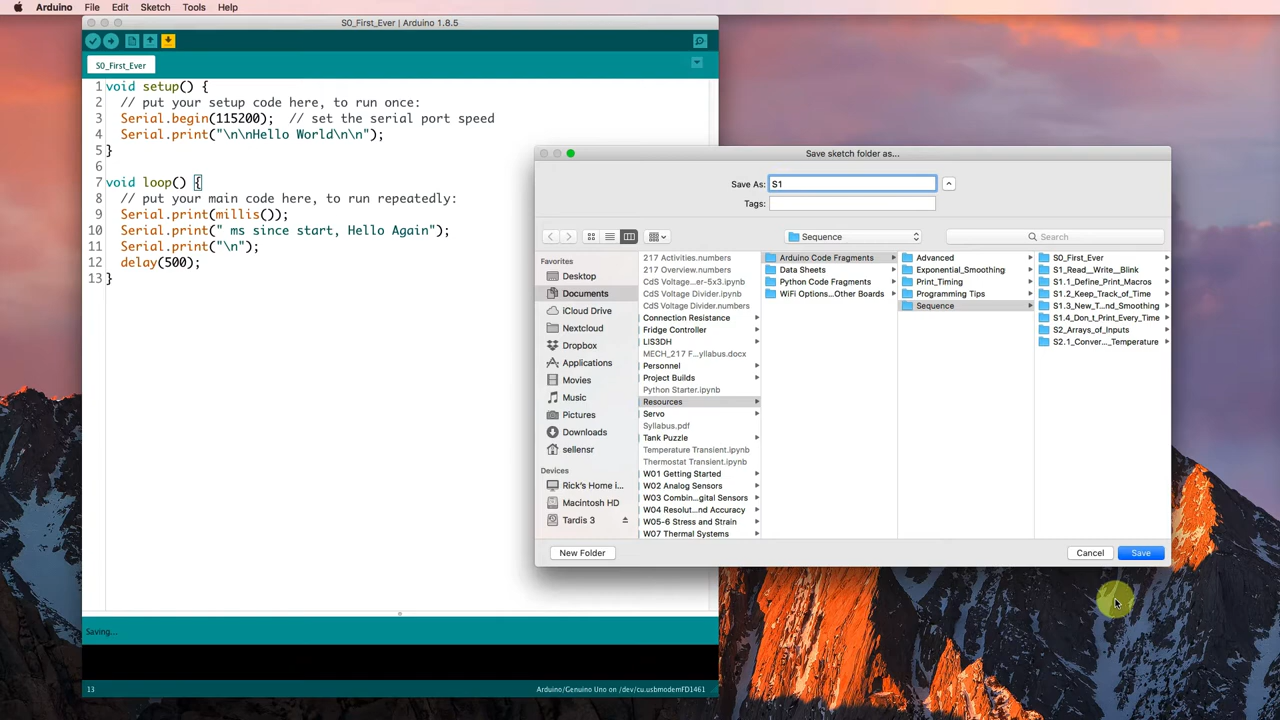 Arduino File Edit Sketch Tools Help
S0_First_Ever | Arduino 1.8.5
S0_First_Ever
1 void setup() {
2 // put your setup code here, to run once:
3 Serial.begin(115200); // set the serial port speed
4 Serial.print("\n\nHello World\n\n");
5 }
6
7 void loop() {
8 // put your main code here, to run repeatedly:
9 Serial.print(millis());
10 Serial.print(" ms since start, Hello Again");
11 Serial.print("\n");
12 delay(500);
13 }
Saving...
13
Arduino/Genuino Uno on /dev/cu.usbmodemFD1461
Save sketch folder as...
Save As: S1
Tags:
Sequence
Search
Favorites
Desktop
Documents
iCloud Drive
Nextcloud
Dropbox
Applications
Movies
Music
Pictures
Downloads
sellensr
Devices
Rick's Home i...
Macintosh HD
Tardis 3
217 Activities.numbers
217 Overview.numbers
CdS Voltage...er-5x3.ipynb
CdS Voltage Divider.ipynb
CdS Voltage Divider.numbers
Connection Resistance
Fridge Controller
LIS3DH
MECH_217 F...yllabus.docx
Personnel
Project Builds
Python Starter.ipynb
Resources
Servo
Syllabus.pdf
Tank Puzzle
Temperature Transient.ipynb
Thermostat Transient.ipynb
W01 Getting Started
W02 Analog Sensors
W03 Combin...gital Sensors
W04 Resolut...nd Accuracy
W05-6 Stress and Strain
W07 Thermal Systems
Arduino Code Fragments
Data Sheets
Python Code Fragments
WiFi Options...Other Boards
Advanced
Exponential_Smoothing
Print_Timing
Programming Tips
Sequence
S0_First_Ever
S1_Read__Write__Blink
S1.1_Define_Print_Macros
S1.2_Keep_Track_of_Time
S1.3_New_T...nd_Smoothing
S1.4_Don_t_Print_Every_Time
S2_Arrays_of_Inputs
S2.1_Conver..._Temperature
New Folder
Cancel
Save